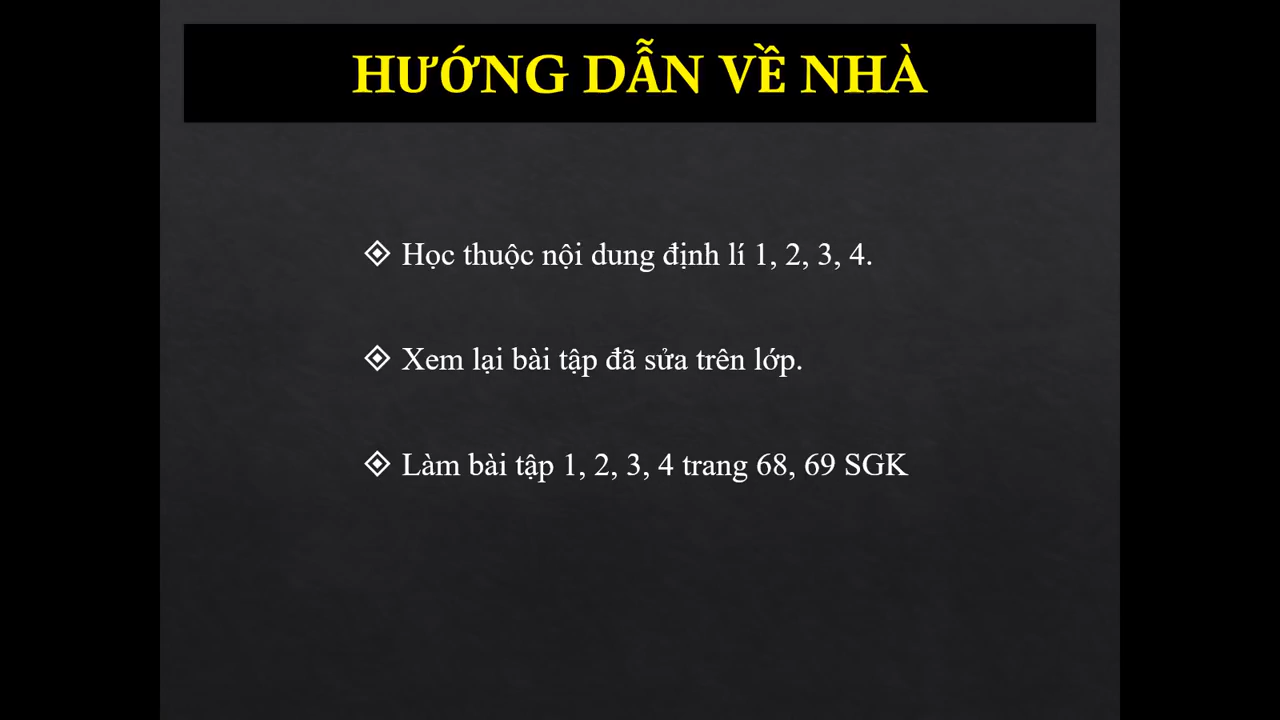 HƯỚNG DẪN VỀ NHÀ
Học thuộc nội dung định lí 1, 2, 3, 4.
Xem lại bài tập đã sửa trên lớp.
Làm bài tập 1, 2, 3, 4 trang 68, 69 SGK